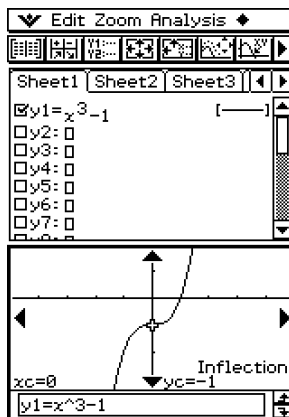 Edit Zoom Analysis
Sheet1 Sheet2 Sheet3
y1=x³-1 [—]
y2:
y3:
y4:
y5:
y6:
y7:
Inflection
xc=0 yc=-1
y1=x^3-1